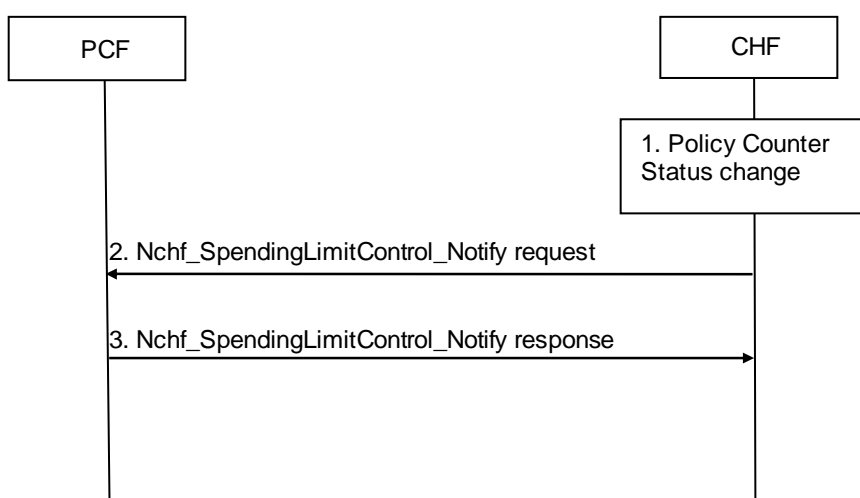 PCF
CHF
1. Policy Counter
Status change
2. Nchf_SpendingLimitControl_Notify request
3. Nchf_SpendingLimitControl_Notify response